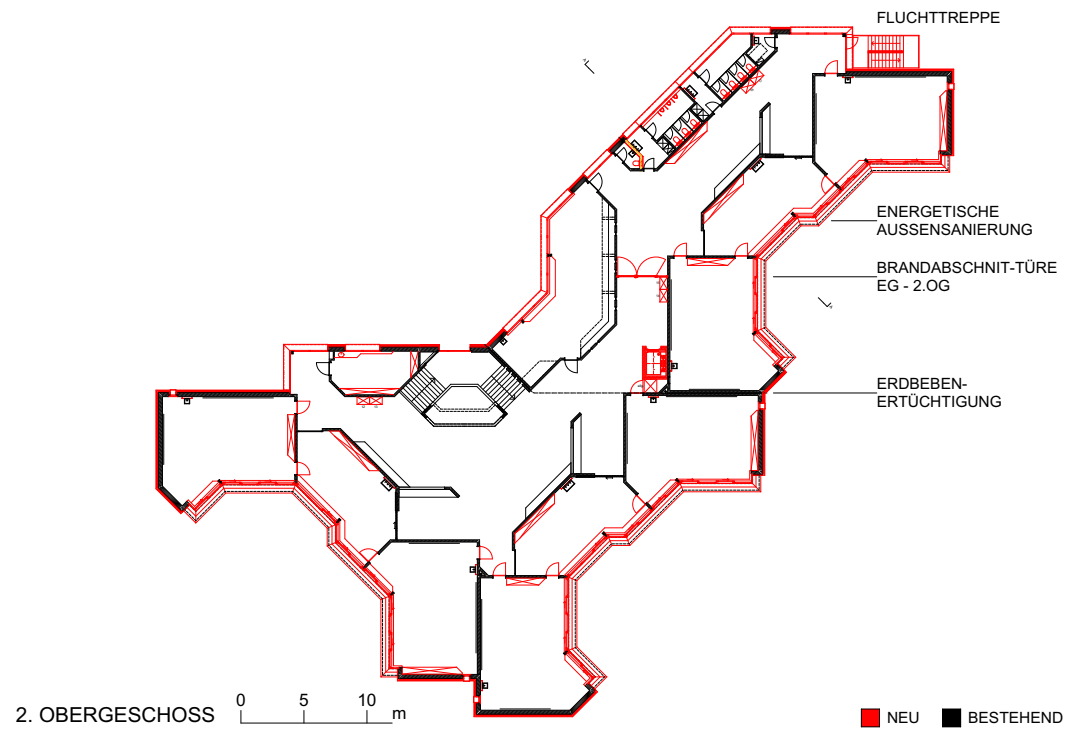 FLUCHTTREPPE
ENERGETISCHE
AUSSENSANIERUNG
BRANDABSCHNIT-TÜRE
EG - 2.OG
ERDBEBEN-
ERTÜCHTIGUNG
2. OBERGESCHOSS
0 5 10 m
NEU BESTEHEND